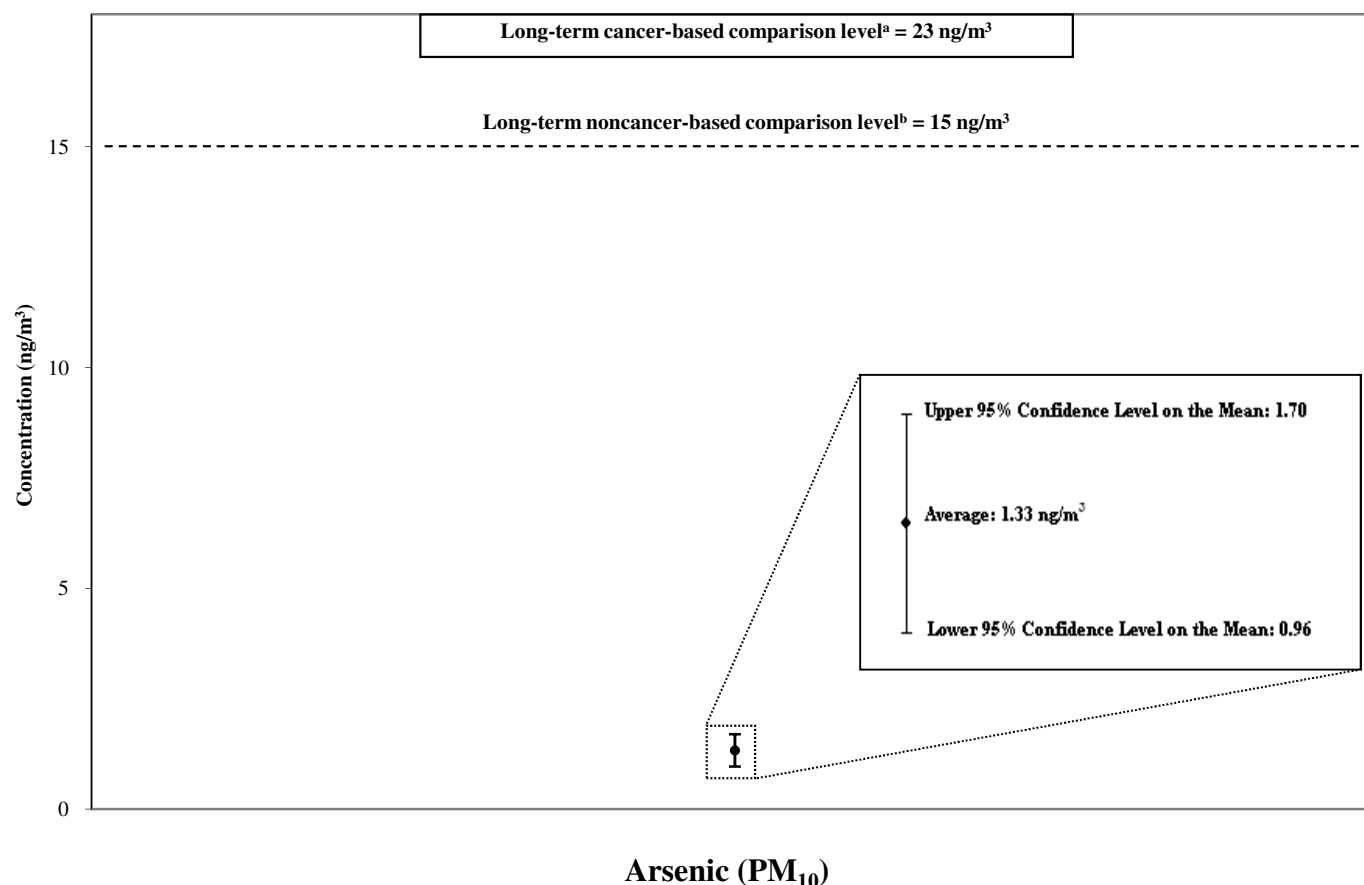 Long-term cancer-based comparison levelᵃ = 23 ng/m³
Long-term noncancer-based comparison levelᵇ = 15 ng/m³
15
10
5
0
Concentration (ng/m³)
Upper 95% Confidence Level on the Mean: 1.70
Average: 1.33 ng/m³
Lower 95% Confidence Level on the Mean: 0.96
Arsenic (PM₁₀)